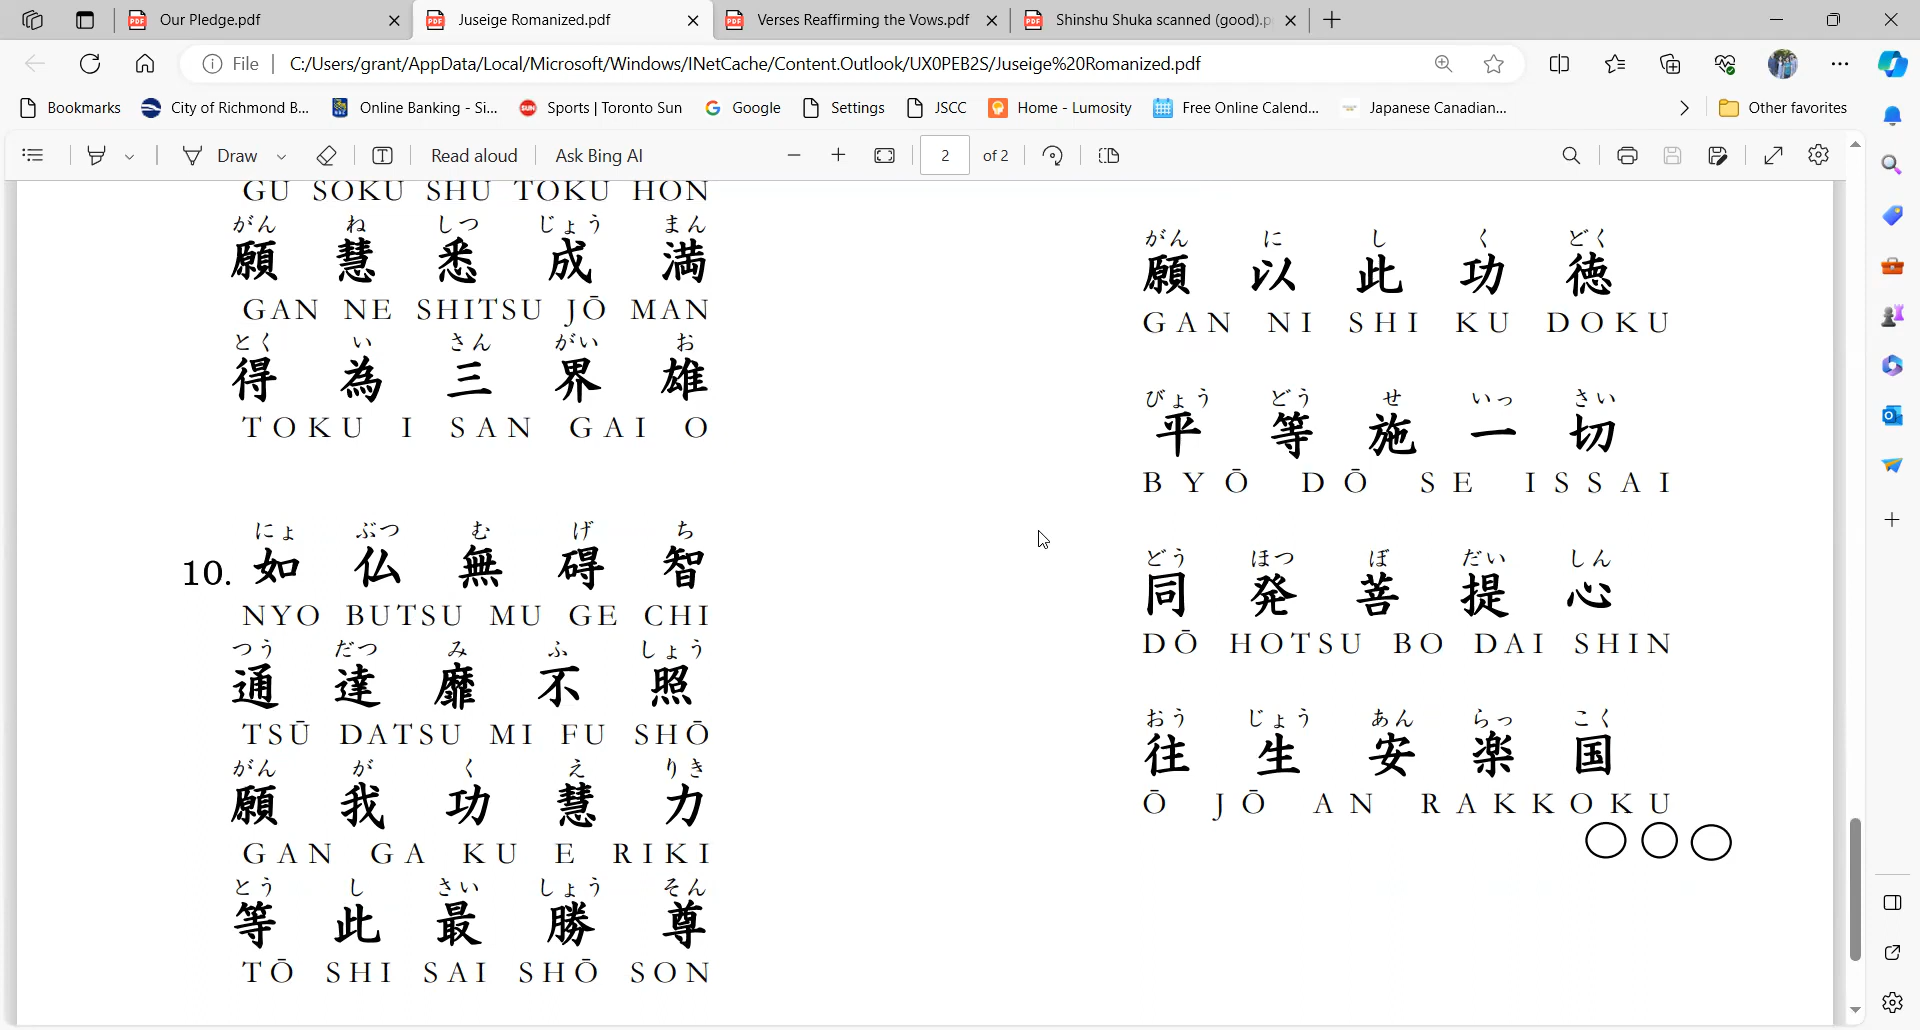 Our Pledge.pdf
Juseige Romanized.pdf
Verses Reaffirming the Vows.pdf
Shinshu Shuka scanned (good).p
File
C:/Users/grant/AppData/Local/Microsoft/Windows/INetCache/Content.Outlook/UX0PEB2S/Juseige%20Romanized.pdf
Bookmarks
City of Richmond B...
Online Banking - Si...
Sports | Toronto Sun
Google
Settings
JSCC
Home - Lumosity
Free Online Calend...
Japanese Canadian...
Other favorites
Draw
Read aloud
Ask Bing AI
2 of 2
GU SOKU SHU TOKU HON
がん ね しつ じょう まん
願 慧 悉 成 満
GAN NE SHITSU JŌ MAN
とく い さん がい お
得 為 三 界 雄
TOKU I SAN GAI O
にょ ぶつ む げ ち
10. 如 仏 無 碍 智
NYO BUTSU MU GE CHI
つう だつ み ふ しょう
通 達 靡 不 照
TSŪ DATSU MI FU SHŌ
がん が く え りき
願 我 功 慧 力
GAN GA KU E RIKI
とう し さい しょう そん
等 此 最 勝 尊
TŌ SHI SAI SHŌ SON
がん に し く どく
願 以 此 功 徳
GAN NI SHI KU DOKU
びょう どう せ いっ さい
平 等 施 一 切
BYŌ DŌ SE ISSAI
どう ほつ ぼ だい しん
同 発 菩 提 心
DŌ HOTSU BO DAI SHIN
おう じょう あん らっ こく
往 生 安 楽 国
Ō JŌ AN RAKKOKU